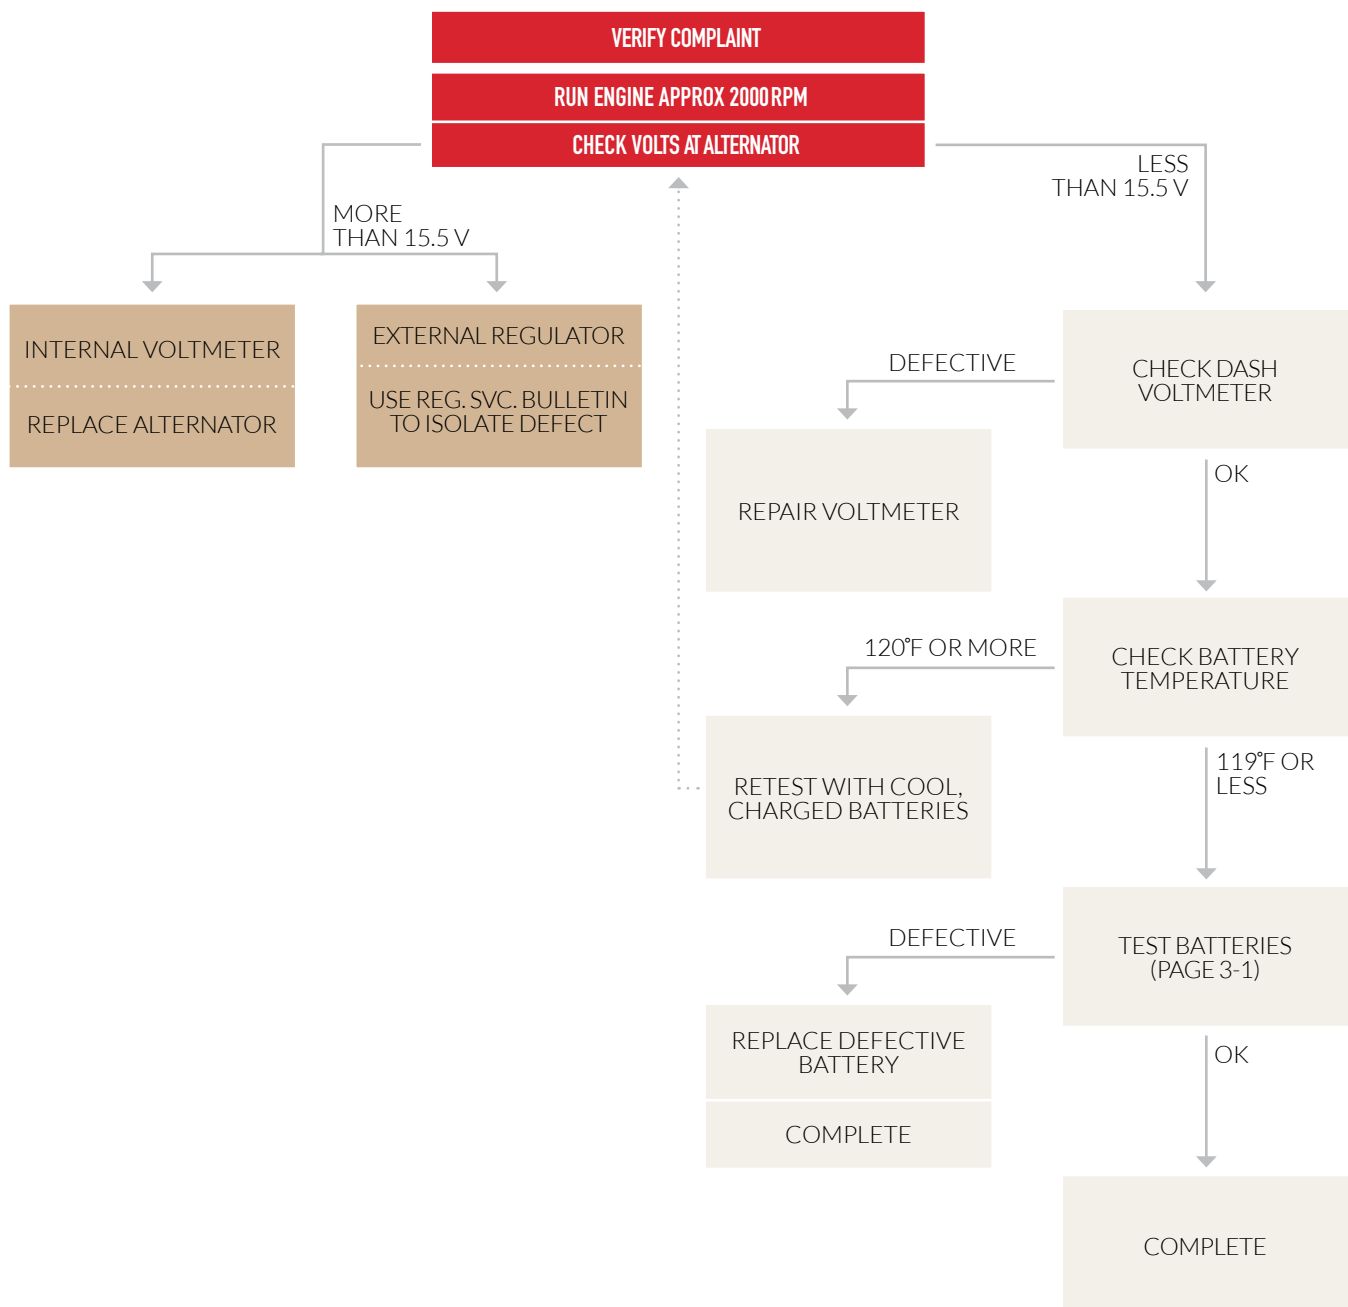 VERIFY COMPLAINT
RUN ENGINE APPROX 2000 RPM
CHECK VOLTS AT ALTERNATOR
MORE
THAN 15.5 V
LESS
THAN 15.5 V
INTERNAL VOLTMETER
REPLACE ALTERNATOR
EXTERNAL REGULATOR
USE REG. SVC. BULLETIN
TO ISOLATE DEFECT
DEFECTIVE
CHECK DASH
VOLTMETER
REPAIR VOLTMETER
OK
120°F OR MORE
CHECK BATTERY
TEMPERATURE
RETEST WITH COOL,
CHARGED BATTERIES
119°F OR
LESS
DEFECTIVE
TEST BATTERIES
(PAGE 3-1)
REPLACE DEFECTIVE
BATTERY
COMPLETE
OK
COMPLETE